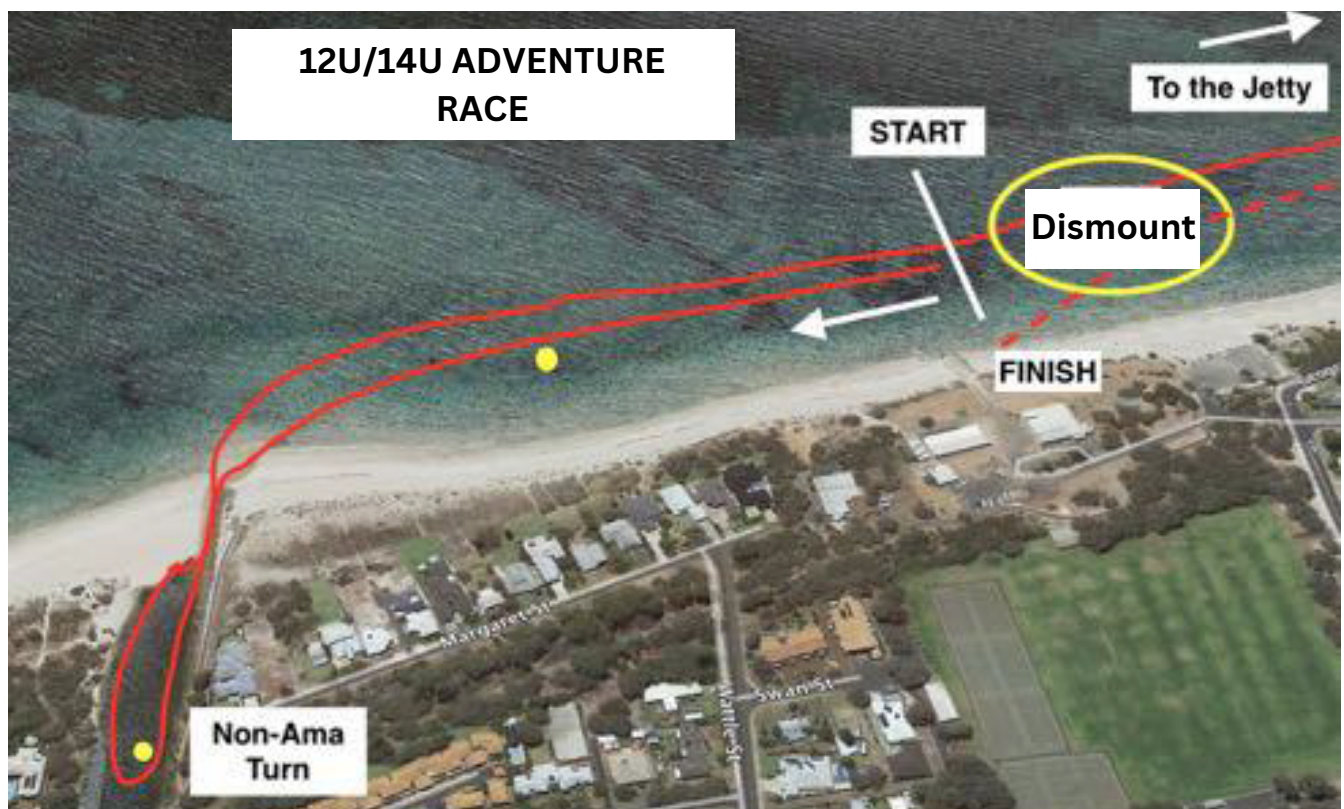 12U/14U ADVENTURE
RACE
To the Jetty
START
Dismount
FINISH
Margaret St
Wattle St
Swan St
Non-Ama
Turn